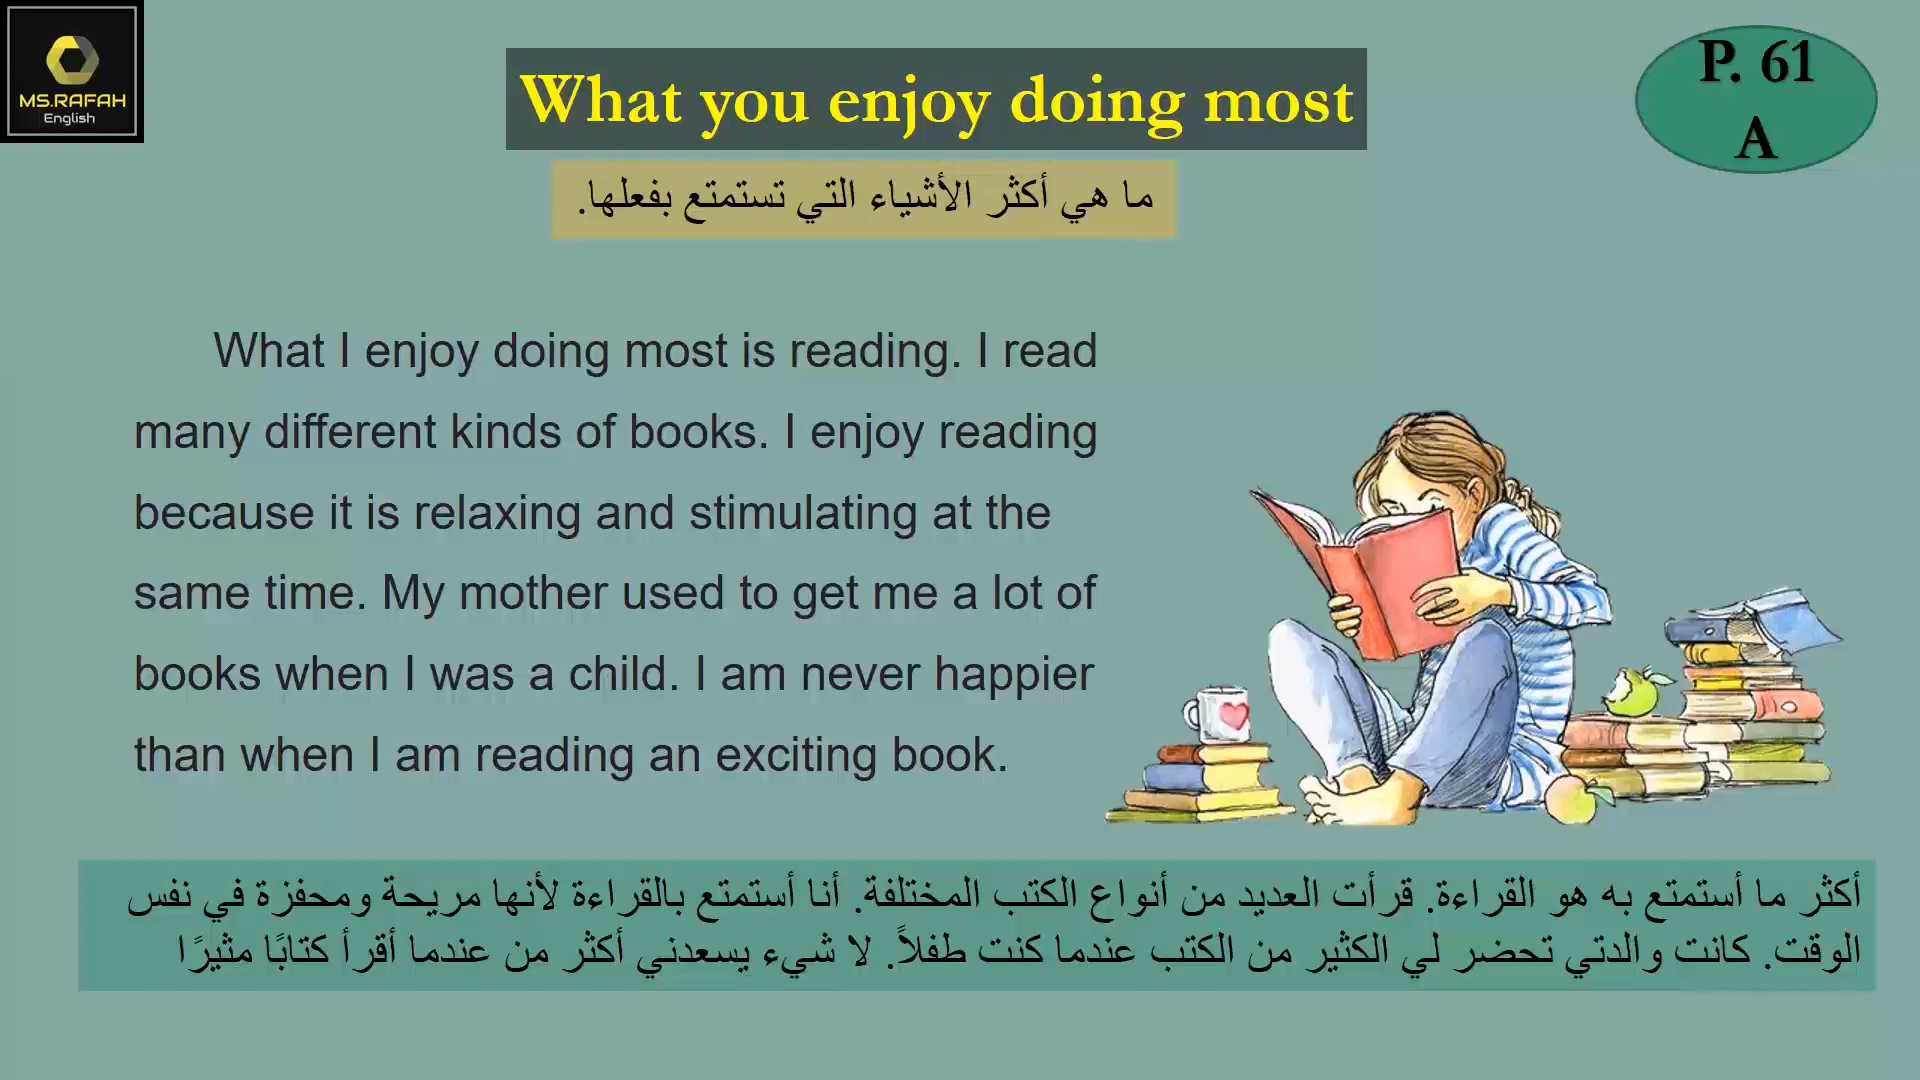 MS.RAFAH
English
What you enjoy doing most
P. 61
A
ما هي أكثر الأشياء التي تستمتع بفعلها.
What I enjoy doing most is reading. I read
many different kinds of books. I enjoy reading
because it is relaxing and stimulating at the
same time. My mother used to get me a lot of
books when I was a child. I am never happier
than when I am reading an exciting book.
أكثر ما أستمتع به هو القراءة. قرأت العديد من أنواع الكتب المختلفة. أنا أستمتع بالقراءة لأنها مريحة ومحفزة في نفس
الوقت. كانت والدتي تحضر لي الكثير من الكتب عندما كنت طفلاً. لا شيء يسعدني أكثر من عندما أقرأ كتابًا مثيرًا